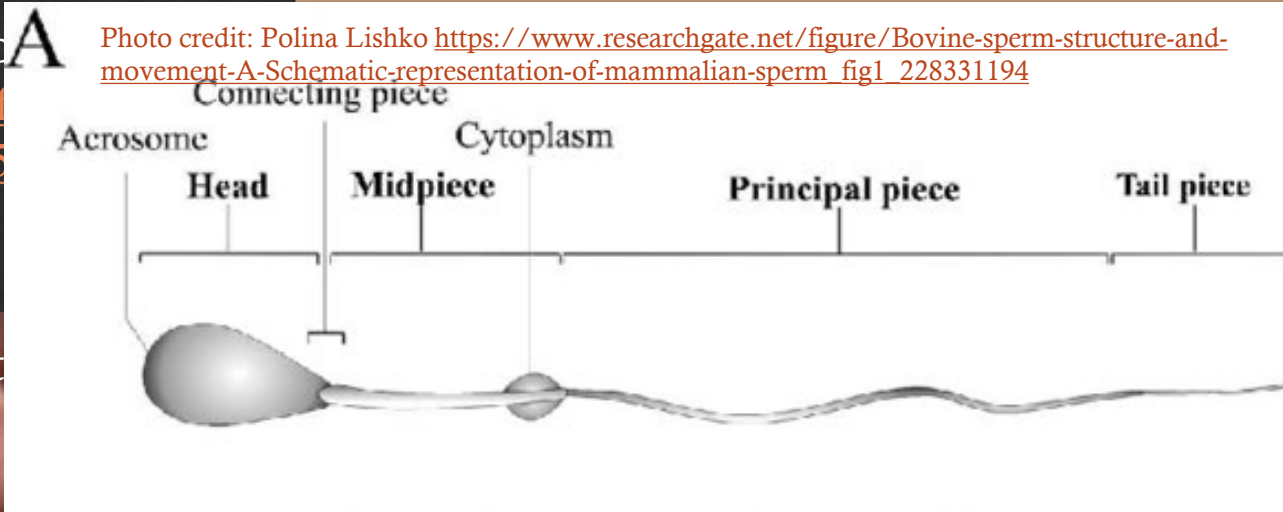 A
Photo credit: Polina Lishko https://www.researchgate.net/figure/Bovine-sperm-structure-and-
movement-A-Schematic-representation-of-mammalian-sperm_fig1_228331194
Connecting piece
Acrosome
Cytoplasm
Head
Midpiece
Principal piece
Tail piece